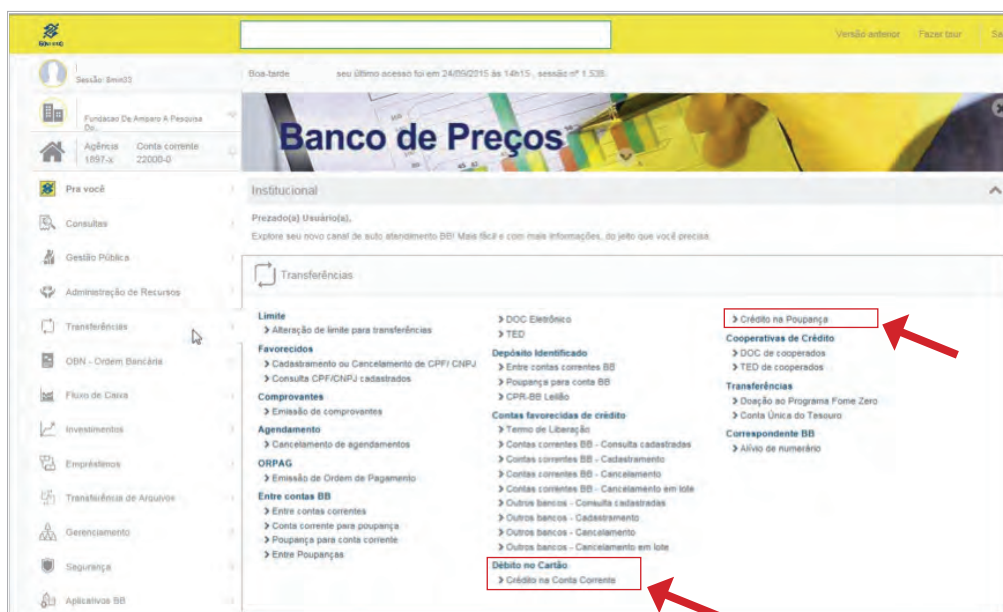 Versão anterior Fazer tour
Sessão: 8min33
Boa-tarde seu último acesso foi em 24/09/2015 às 14h15, sessão nº 1.538.
Fundacao De Amparo A Pesquisa
Do..
Agência Conta corrente
1897-x 22000-0
Banco de Preços
Pra você
Consultas
Gestão Pública
Administração de Recursos
Transferências
OBN - Ordem Bancária
Fluxo de Caixa
Investimentos
Empréstimos
Transferência de Arquivos
Gerenciamento
Segurança
Aplicativos BB
Institucional
Prezado(a) Usuário(a),
Explore seu novo canal de auto atendimento BB! Mais fácil e com mais informações, do jeito que você precisa.
Transferências
Limite
Alteração de limite para transferências
Favorecidos
Cadastramento ou Cancelamento de CPF/ CNPJ
Consulta CPF/CNPJ cadastrados
Comprovantes
Emissão de comprovantes
Agendamento
Cancelamento de agendamentos
ORPAG
Emissão de Ordem de Pagamento
Entre contas BB
Entre contas correntes
Conta corrente para poupança
Poupança para conta corrente
Entre Poupanças
DOC Eletrônico
TED
Depósito Identificado
Entre contas correntes BB
Poupança para conta BB
CPR-BB Leilão
Contas favorecidas de crédito
Termo de Liberação
Contas correntes BB - Consulta cadastradas
Contas correntes BB - Cadastramento
Contas correntes BB - Cancelamento
Contas correntes BB - Cancelamento em lote
Outros bancos - Consulta cadastradas
Outros bancos - Cadastramento
Outros bancos - Cancelamento
Outros bancos - Cancelamento em lote
Débito no Cartão
Crédito na Conta Corrente
Crédito na Poupança
Cooperativas de Crédito
DOC de cooperados
TED de cooperados
Transferências
Doação ao Programa Fome Zero
Conta Única do Tesouro
Correspondente BB
Alívio de numerário